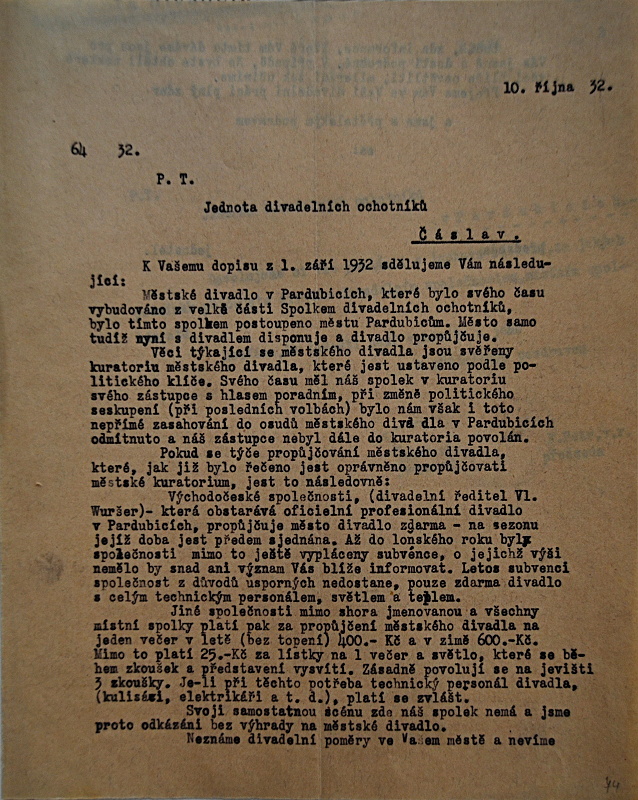 10. října 32.
64 32.
P. T.
Jednota divadelních ochotníků
Č á s l a v .
K Vašemu dopisu z 1. září 1932 sdělujeme Vám následu-
jící:
Městské divadlo v Pardubicích, které bylo svého času
vybudováno z velké části Spolkem divadelních ochotníků,
bylo tímto spolkem postoupeno městu Pardubicům. Město samo
tudíž nyní s divadlem disponuje a divadlo propůjčuje.
Věci týkající se městského divadla jsou svěřeny
kuratoriu městského divadla, které jest ustaveno podle po-
litického klíče. Svého času měl náš spolek v kuratoriu
svého zástupce s hlasem poradním, při změně politického
seskupení (při posledních volbách) bylo nám však i toto
nepřímé zasahování do osudů městského diva dla v Pardubicích
odmítnuto a náš zástupce nebyl dále do kuratoria povolán.
Pokud se týče propůjčování městského divadla,
které, jak již bylo řečeno jest oprávněno propůjčovati
městské kuratorium, jest to následovně:
Východočeské společnosti, (divadelní ředitel Vl.
Wuršer)- která obstarává oficielní profesionální divadlo
v Pardubicích, propůjčuje město divadlo zdarma - na sezonu
jejíž doba jest předem sjednána. Až do lonského roku byly
společnosti mimo to ještě vypláceny subvence, o jejichž výši
nemělo by snad ani význam Vás blíže informovat. Letos subvenci
společnost z důvodů usporných nedostane, pouze zdarma divadlo
s celým technickým personálem, světlem a teplem.
Jiné společnosti mimo shora jmenovanou a všechny
místní spolky platí pak za propůjčení městského divadla na
jeden večer v letě (bez topení) 400.- Kč a v zimě 600.-Kč.
Mimo to platí 25.-Kč za lístky na 1 večer a světlo, které se bě-
hem zkoušek a představení vysvítí. Zásadně povolují se na jevišti
3 zkoušky. Je-li při těchto potřeba technický personál divadla,
(kulisáři, elektrikáři a t. d.), platí se zvlášt.
Svoji samostatnou scénu zde náš spolek nemá a jsme
proto odkázáni bez výhrady na městské divadlo.
Neznáme divadelní poměry ve Vašem městě a nevíme
44